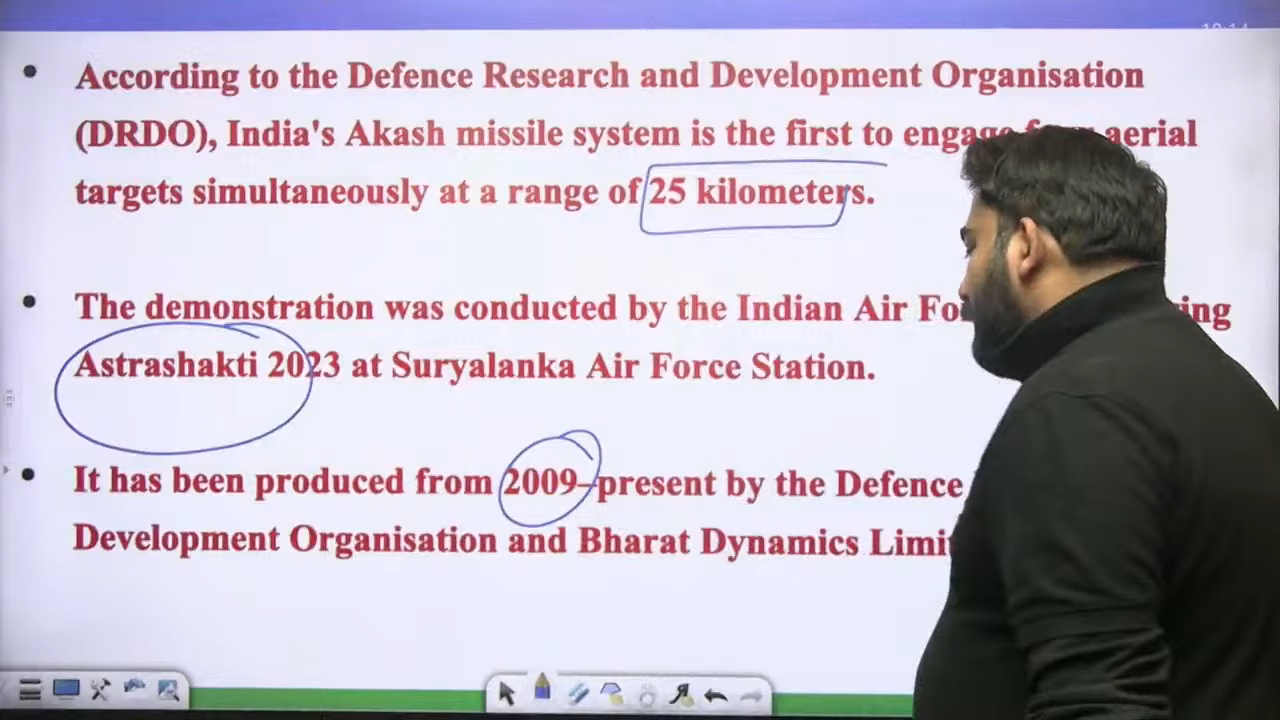 According to the Defence Research and Development Organisation
(DRDO), India's Akash missile system is the first to engage aerial
targets simultaneously at a range of 25 kilometers.
The demonstration was conducted by the Indian Air
Astrashakti 2023 at Suryalanka Air Force Station.
It has been produced from 2009–present by the Defence
Development Organisation and Bharat Dynamics